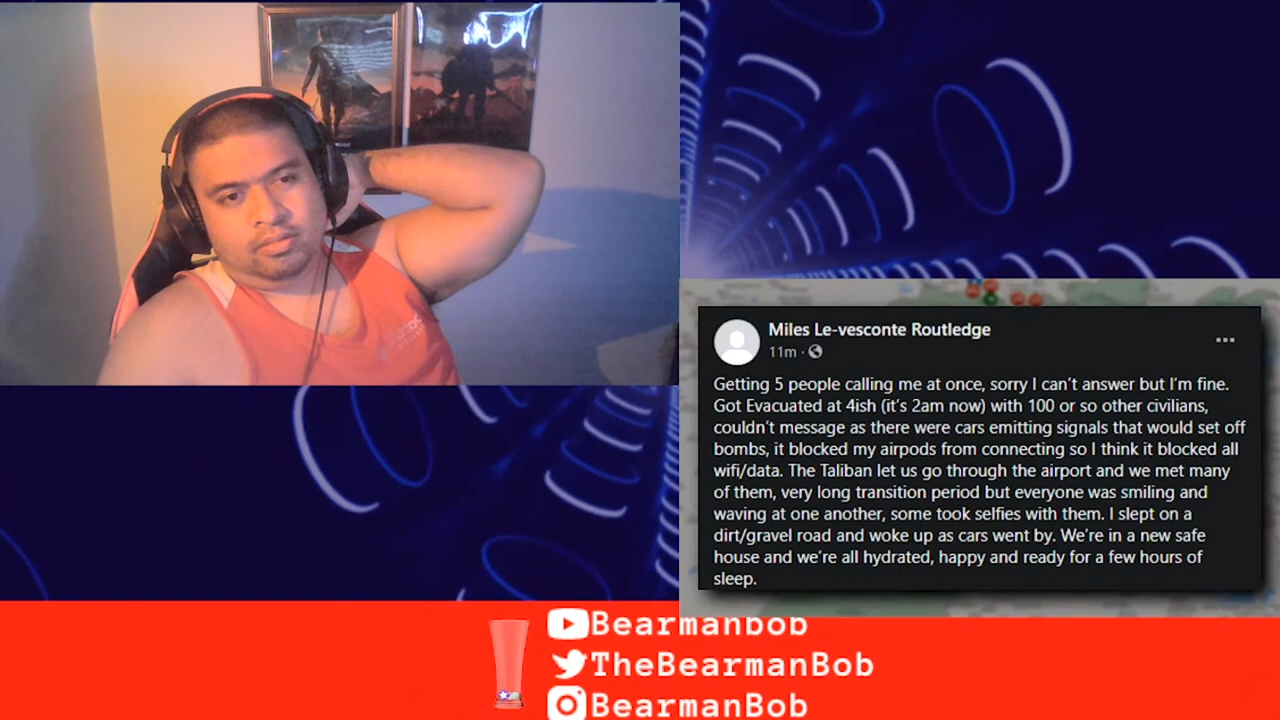 Miles Le-vesconte Routledge
11m ·
Getting 5 people calling me at once, sorry I can't answer but I'm fine.
Got Evacuated at 4ish (it's 2am now) with 100 or so other civilians,
couldn't message as there were cars emitting signals that would set off
bombs, it blocked my airpods from connecting so I think it blocked all
wifi/data. The Taliban let us go through the airport and we met many
of them, very long transition period but everyone was smiling and
waving at one another, some took selfies with them. I slept on a
dirt/gravel road and woke up as cars went by. We're in a new safe
house and we're all hydrated, happy and ready for a few hours of
sleep.
Bearmanbob
TheBearmanBob
BearmanBob